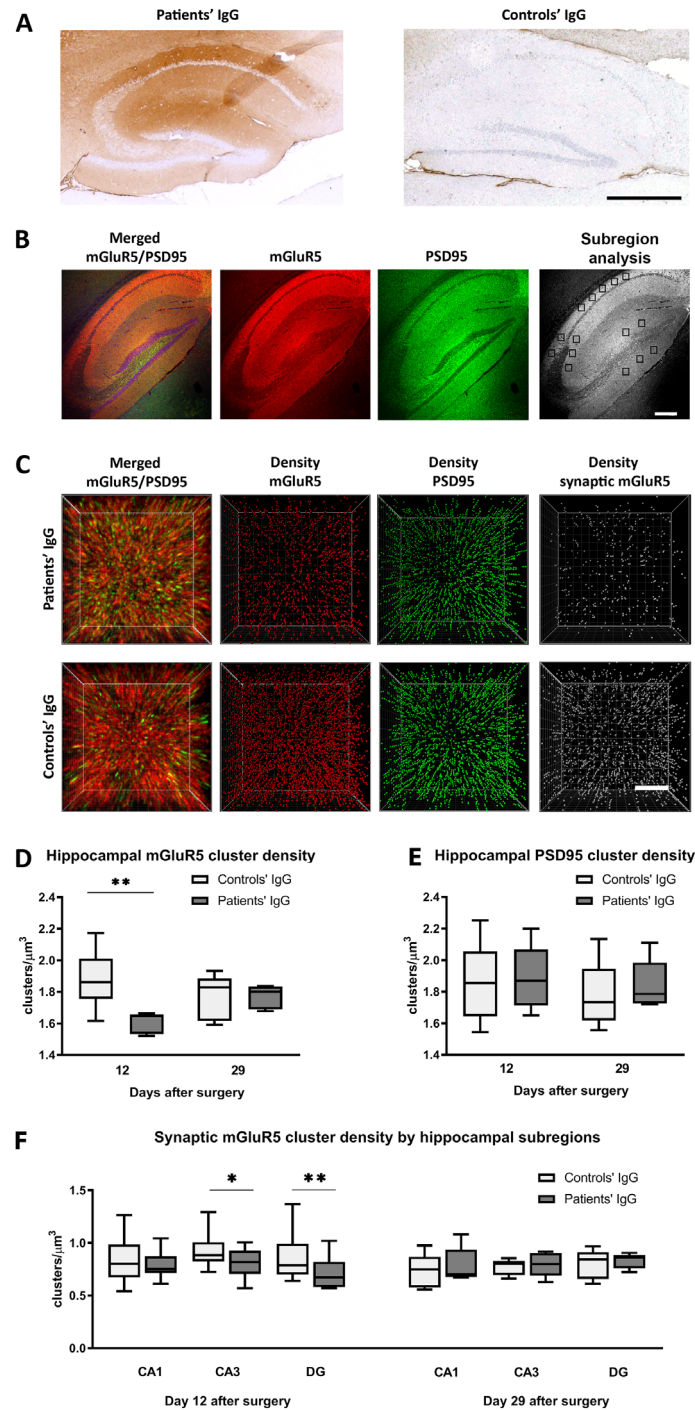 A
Patients' IgG
Controls' IgG
B
Merged
mGluR5/PSD95
mGluR5
PSD95
Subregion
analysis
C
Merged
mGluR5/PSD95
Density
mGluR5
Density
PSD95
Density
synaptic mGluR5
Patients' IgG
Controls' IgG
D
Hippocampal mGluR5 cluster density
**
Controls' IgG
Patients' IgG
clusters/μm³
2.4
2.2
2.0
1.8
1.6
1.4
12
29
Days after surgery
E
Hippocampal PSD95 cluster density
Controls' IgG
Patients' IgG
clusters/μm³
2.4
2.2
2.0
1.8
1.6
1.4
12
29
Days after surgery
F
Synaptic mGluR5 cluster density by hippocampal subregions
Controls' IgG
Patients' IgG
*
**
clusters/μm³
1.5
1.0
0.5
0.0
CA1
CA3
DG
CA1
CA3
DG
Day 12 after surgery
Day 29 after surgery